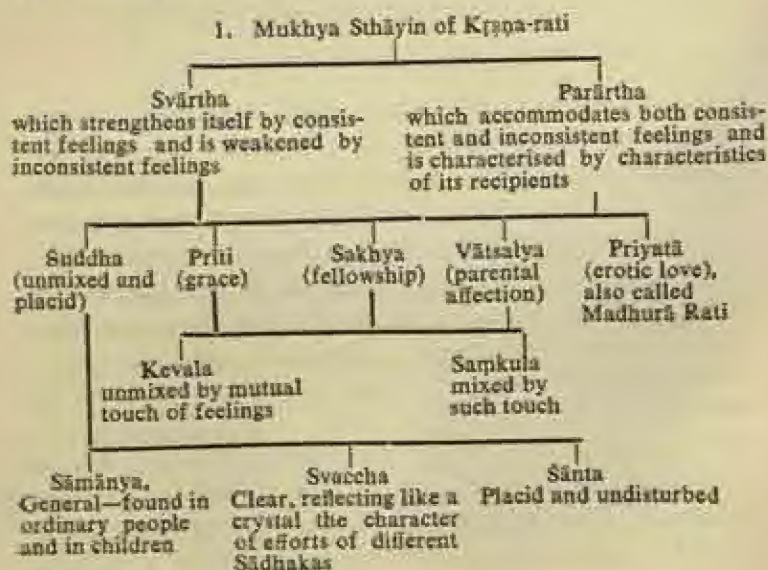 1. Mukhya Sthāyin of Kṛṣṇa-rati
Svārtha
which strengthens itself by consis-
tent feelings and is weakened by
inconsistent feelings
Parārtha
which accommodates both consis-
tent and inconsistent feelings and
is characterised by characteristics
of its recipients
Suddha
(unmixed and
placid)
Prīti
(grace)
Sakhya
(fellowship)
Vātsalya
(parental
affection)
Priyatā
(erotic love),
also called
Madhurā Rati
Kevala
unmixed by mutual
touch of feelings
Saṃkula
mixed by
such touch
Sāmānya,
General—found in
ordinary people
and in children
Svaccha
Clear, reflecting like a
crystal the character
of efforts of different
Sādhakas
Śānta
Placid and undisturbed